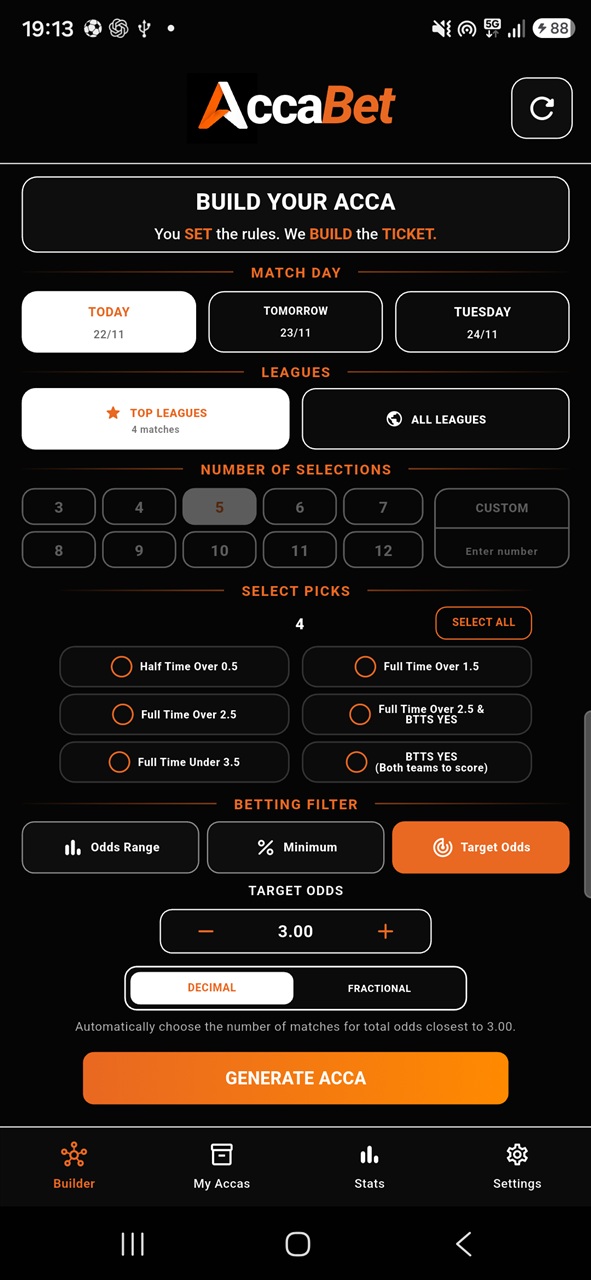 19:13
5G
88
AccaBet
BUILD YOUR ACCA
You SET the rules. We BUILD the TICKET.
MATCH DAY
TODAY
22/11
TOMORROW
23/11
TUESDAY
24/11
LEAGUES
TOP LEAGUES
4 matches
ALL LEAGUES
NUMBER OF SELECTIONS
3 4 5 6 7
CUSTOM
8 9 10 11 12
Enter number
SELECT PICKS
4
SELECT ALL
Half Time Over 0.5
Full Time Over 1.5
Full Time Over 2.5
Full Time Over 2.5 &
BTTS YES
Full Time Under 3.5
BTTS YES
(Both teams to score)
BETTING FILTER
Odds Range
Minimum
Target Odds
TARGET ODDS
− 3.00 +
DECIMAL
FRACTIONAL
Automatically choose the number of matches for total odds closest to 3.00.
GENERATE ACCA
Builder
My Accas
Stats
Settings